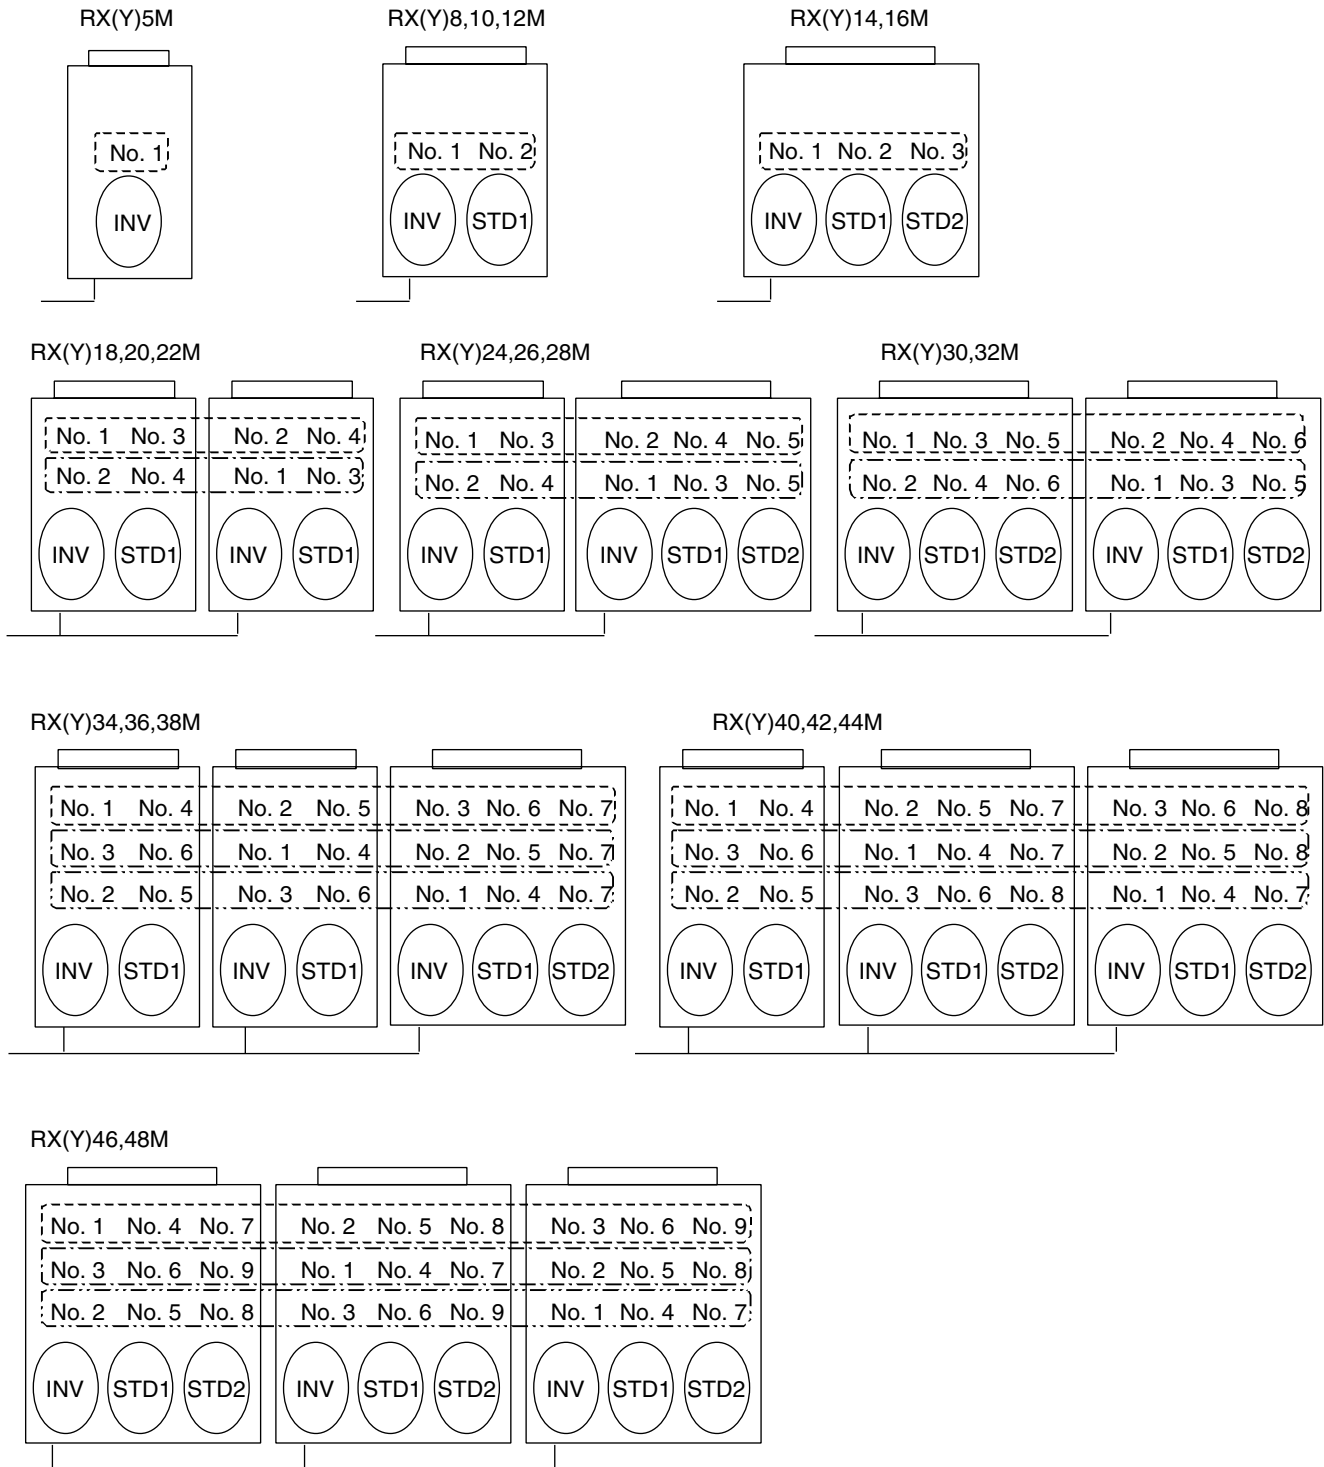 RX(Y)5M RX(Y)8,10,12M RX(Y)14,16M
No. 1 No. 1 No. 2 No. 1 No. 2 No. 3
INV INV STD1 INV STD1 STD2
RX(Y)18,20,22M RX(Y)24,26,28M RX(Y)30,32M
No. 1 No. 3 No. 2 No. 4 No. 1 No. 3 No. 2 No. 4 No. 5 No. 1 No. 3 No. 5 No. 2 No. 4 No. 6
No. 2 No. 4 No. 1 No. 3 No. 2 No. 4 No. 1 No. 3 No. 5 No. 2 No. 4 No. 6 No. 1 No. 3 No. 5
INV STD1 INV STD1 INV STD1 INV STD1 STD2 INV STD1 STD2 INV STD1 STD2
RX(Y)34,36,38M RX(Y)40,42,44M
No. 1 No. 4 No. 2 No. 5 No. 3 No. 6 No. 7 No. 1 No. 4 No. 2 No. 5 No. 7 No. 3 No. 6 No. 8
No. 3 No. 6 No. 1 No. 4 No. 2 No. 5 No. 7 No. 3 No. 6 No. 1 No. 4 No. 7 No. 2 No. 5 No. 8
No. 2 No. 5 No. 3 No. 6 No. 1 No. 4 No. 7 No. 2 No. 5 No. 3 No. 6 No. 8 No. 1 No. 4 No. 7
INV STD1 INV STD1 INV STD1 STD2 INV STD1 INV STD1 STD2 INV STD1 STD2
RX(Y)46,48M
No. 1 No. 4 No. 7 No. 2 No. 5 No. 8 No. 3 No. 6 No. 9
No. 3 No. 6 No. 9 No. 1 No. 4 No. 7 No. 2 No. 5 No. 8
No. 2 No. 5 No. 8 No. 3 No. 6 No. 9 No. 1 No. 4 No. 7
INV STD1 STD2 INV STD1 STD2 INV STD1 STD2